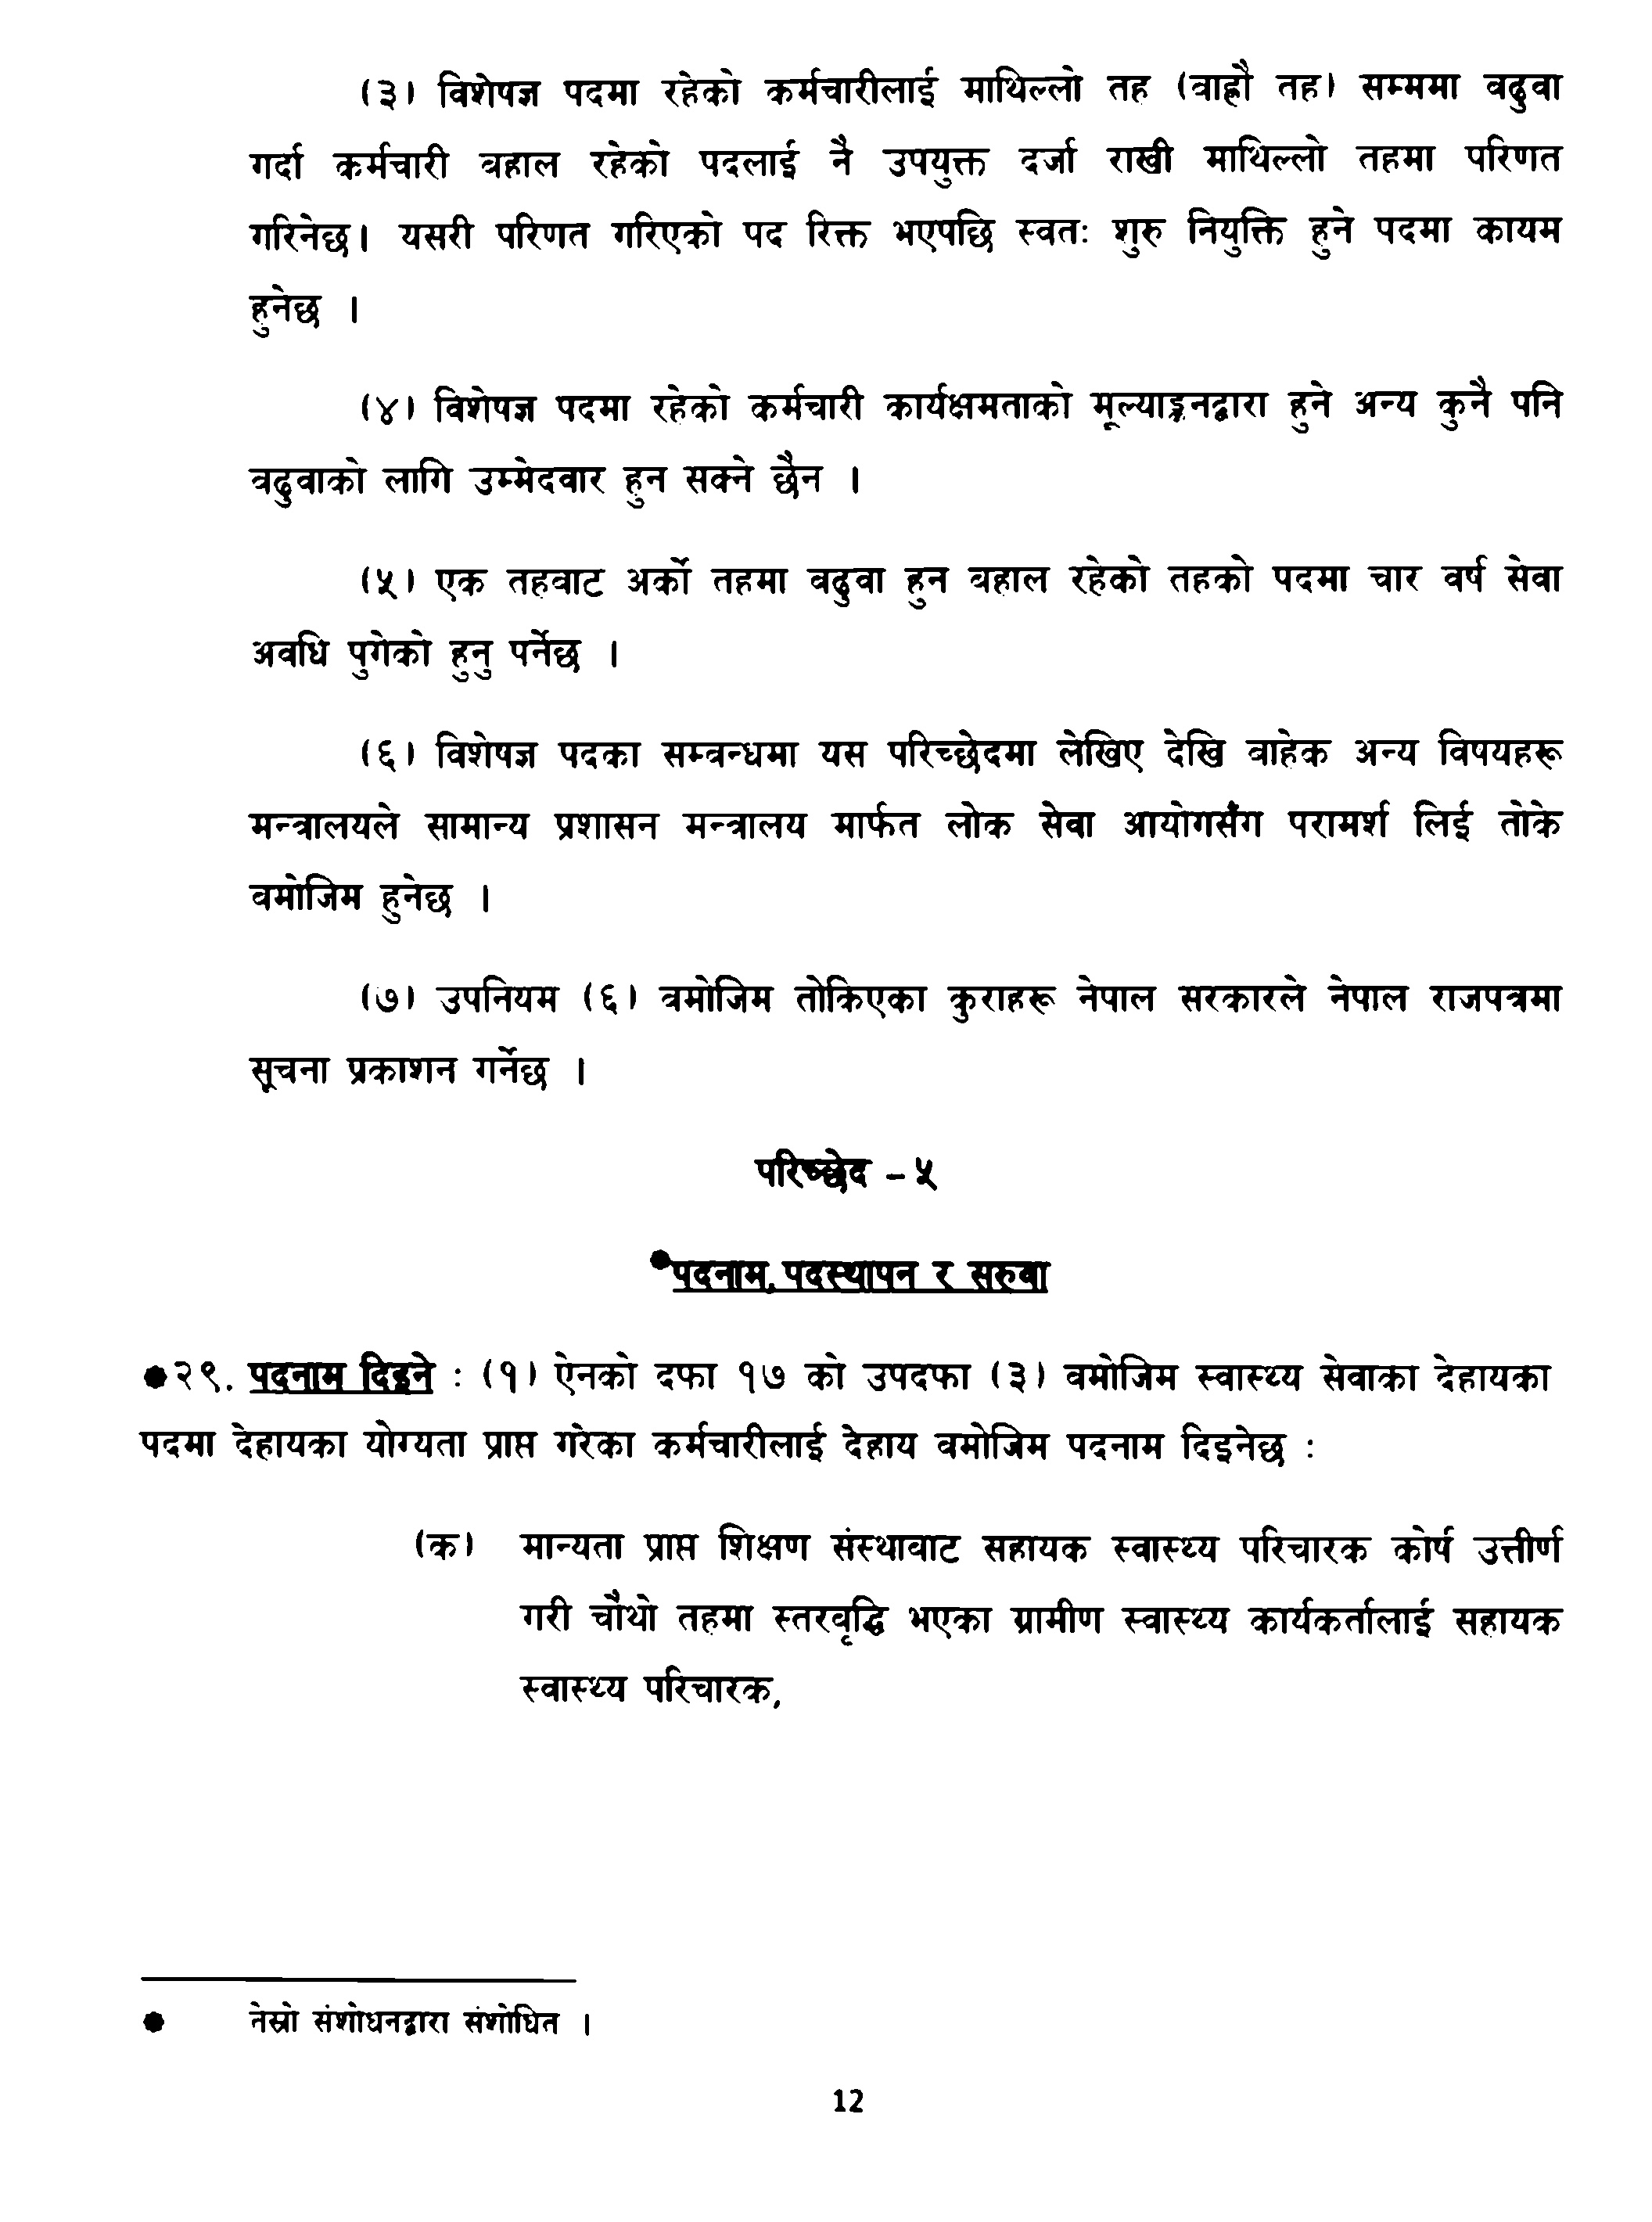 (३) विशेषज्ञ पदमा रहेको कर्मचारीलाई माथिल्लो तह (बाह्रौ तह) सम्ममा बढुवा
गर्दा कर्मचारी बहाल रहेको पदलाई नै उपयुक्त दर्जा राखी माथिल्लो तहमा परिणत
गरिनेछ। यसरी परिणत गरिएको पद रिक्त भएपछि स्वतः शुरु नियुक्ति हुने पदमा कायम
हुनेछ ।
(४) विशेषज्ञ पदमा रहेको कर्मचारी कार्यक्षमताको मूल्याङ्कनद्वारा हुने अन्य कुनै पनि
बढुवाको लागि उम्मेदवार हुन सक्ने छैन ।
(५) एक तहबाट अर्को तहमा बढुवा हुन बहाल रहेको तहको पदमा चार वर्ष सेवा
अवधि पुगेको हुनु पर्नेछ ।
(६) विशेषज्ञ पदका सम्बन्धमा यस परिच्छेदमा लेखिए देखि बाहेक अन्य विषयहरू
मन्त्रालयले सामान्य प्रशासन मन्त्रालय मार्फत लोक सेवा आयोगसँग परामर्श लिई तोके
बमोजिम हुनेछ ।
(७) उपनियम (६) बमोजिम तोकिएका कुराहरू नेपाल सरकारले नेपाल राजपत्रमा
सूचना प्रकाशन गर्नेछ ।
परिच्छेद – ५
●पदनाम, पदस्थापन र सरुवा
●२९. पदनाम दिइने : (१) ऐनको दफा १७ को उपदफा (३) बमोजिम स्वास्थ्य सेवाका देहायका
पदमा देहायका योग्यता प्राप्त गरेका कर्मचारीलाई देहाय बमोजिम पदनाम दिइनेछ :
(क) मान्यता प्राप्त शिक्षण संस्थाबाट सहायक स्वास्थ्य परिचारक कोर्ष उत्तीर्ण
गरी चौथो तहमा स्तरबृद्धि भएका ग्रामीण स्वास्थ्य कार्यकर्तालाई सहायक
स्वास्थ्य परिचारक,
● तेस्रो संशोधनद्वारा संशोधित ।
12